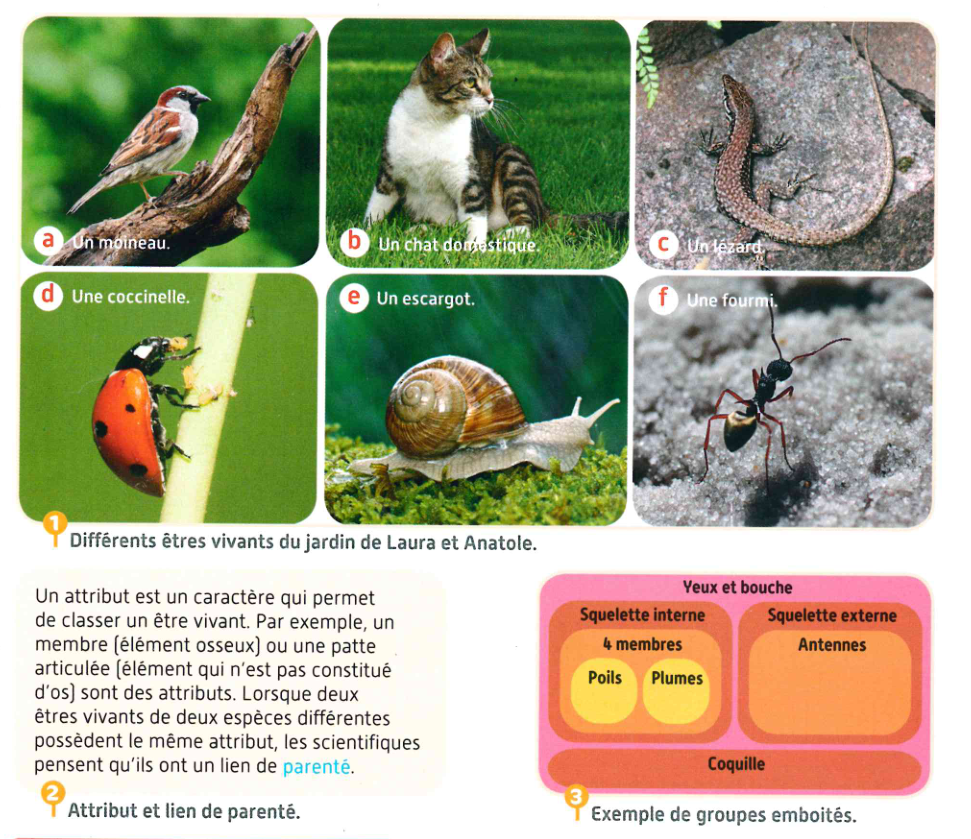 a Un moineau.
b Un chat domestique.
c Un lézard.
d Une coccinelle.
e Un escargot.
f Une fourmi.
1 Différents êtres vivants du jardin de Laura et Anatole.
Un attribut est un caractère qui permet
de classer un être vivant. Par exemple, un
membre (élément osseux) ou une patte
articulée (élément qui n'est pas constitué
d'os) sont des attributs. Lorsque deux
êtres vivants de deux espèces différentes
possèdent le même attribut, les scientifiques
pensent qu'ils ont un lien de parenté.
2 Attribut et lien de parenté.
Yeux et bouche
Squelette interne
4 membres
Poils
Plumes
Squelette externe
Antennes
Coquille
3 Exemple de groupes emboités.